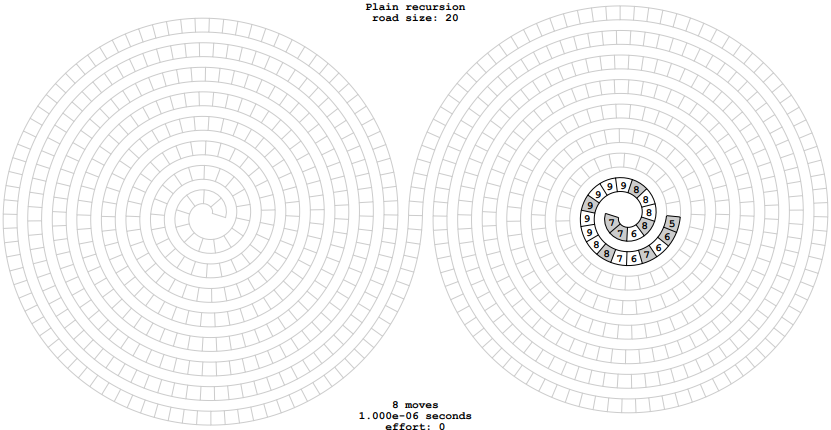 Plain recursion
road size: 20
7 7 6 8 8 8 8 9 9 9 9 9 9 8 8 7 6 7 6 6 5
8 moves
1.000e-06 seconds
effort: 0